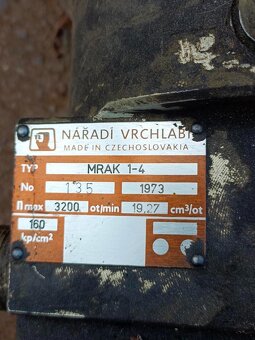 NÁŘADÍ VRCHLABÍ
MADE IN CZECHOSLOVAKIA
TYP MRAK 1-4
No 135 1973
n max 3200 ot/min 19,27 cm³/ot
160
kp/cm²